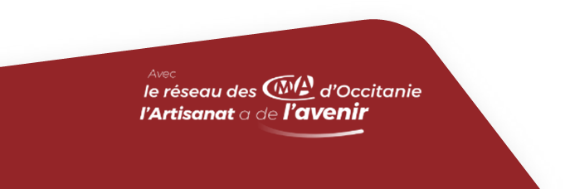 Avec
le réseau des CMA d'Occitanie
l'Artisanat a de l'avenir